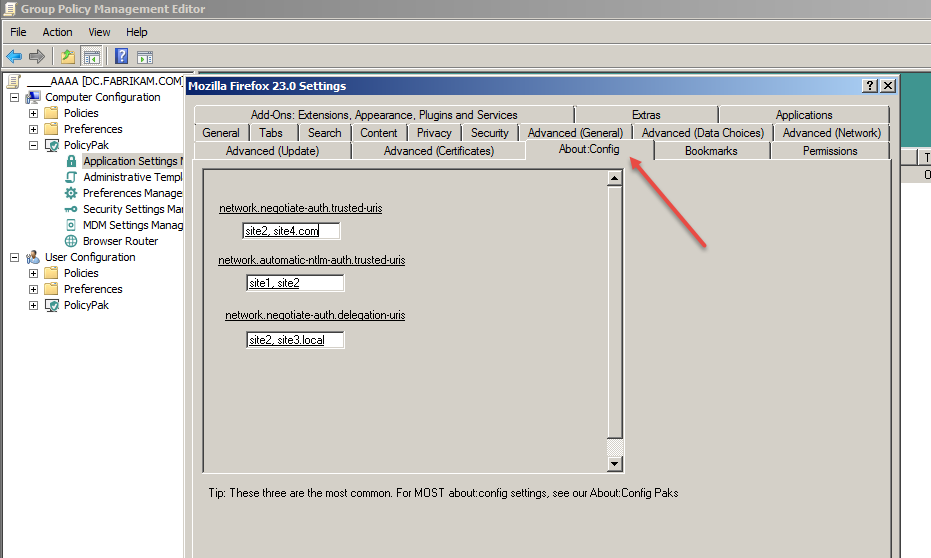 Group Policy Management Editor
File Action View Help
____AAAA [DC.FABRIKAM.COM]
Computer Configuration
Policies
Preferences
PolicyPak
Application Settings M
Administrative Templ
Preferences Manage
Security Settings Mar
MDM Settings Manag
Browser Router
User Configuration
Policies
Preferences
PolicyPak
Mozilla Firefox 23.0 Settings
Add-Ons: Extensions, Appearance, Plugins and Services Extras Applications
General Tabs Search Content Privacy Security Advanced (General) Advanced (Data Choices) Advanced (Network)
Advanced (Update) Advanced (Certificates) About:Config Bookmarks Permissions
network.negotiate-auth.trusted-uris
site2, site4.com
network.automatic-ntlm-auth.trusted-uris
site1, site2
network.negotiate-auth.delegation-uris
site2, site3.local
Tip: These three are the most common. For MOST about:config settings, see our About:Config Paks